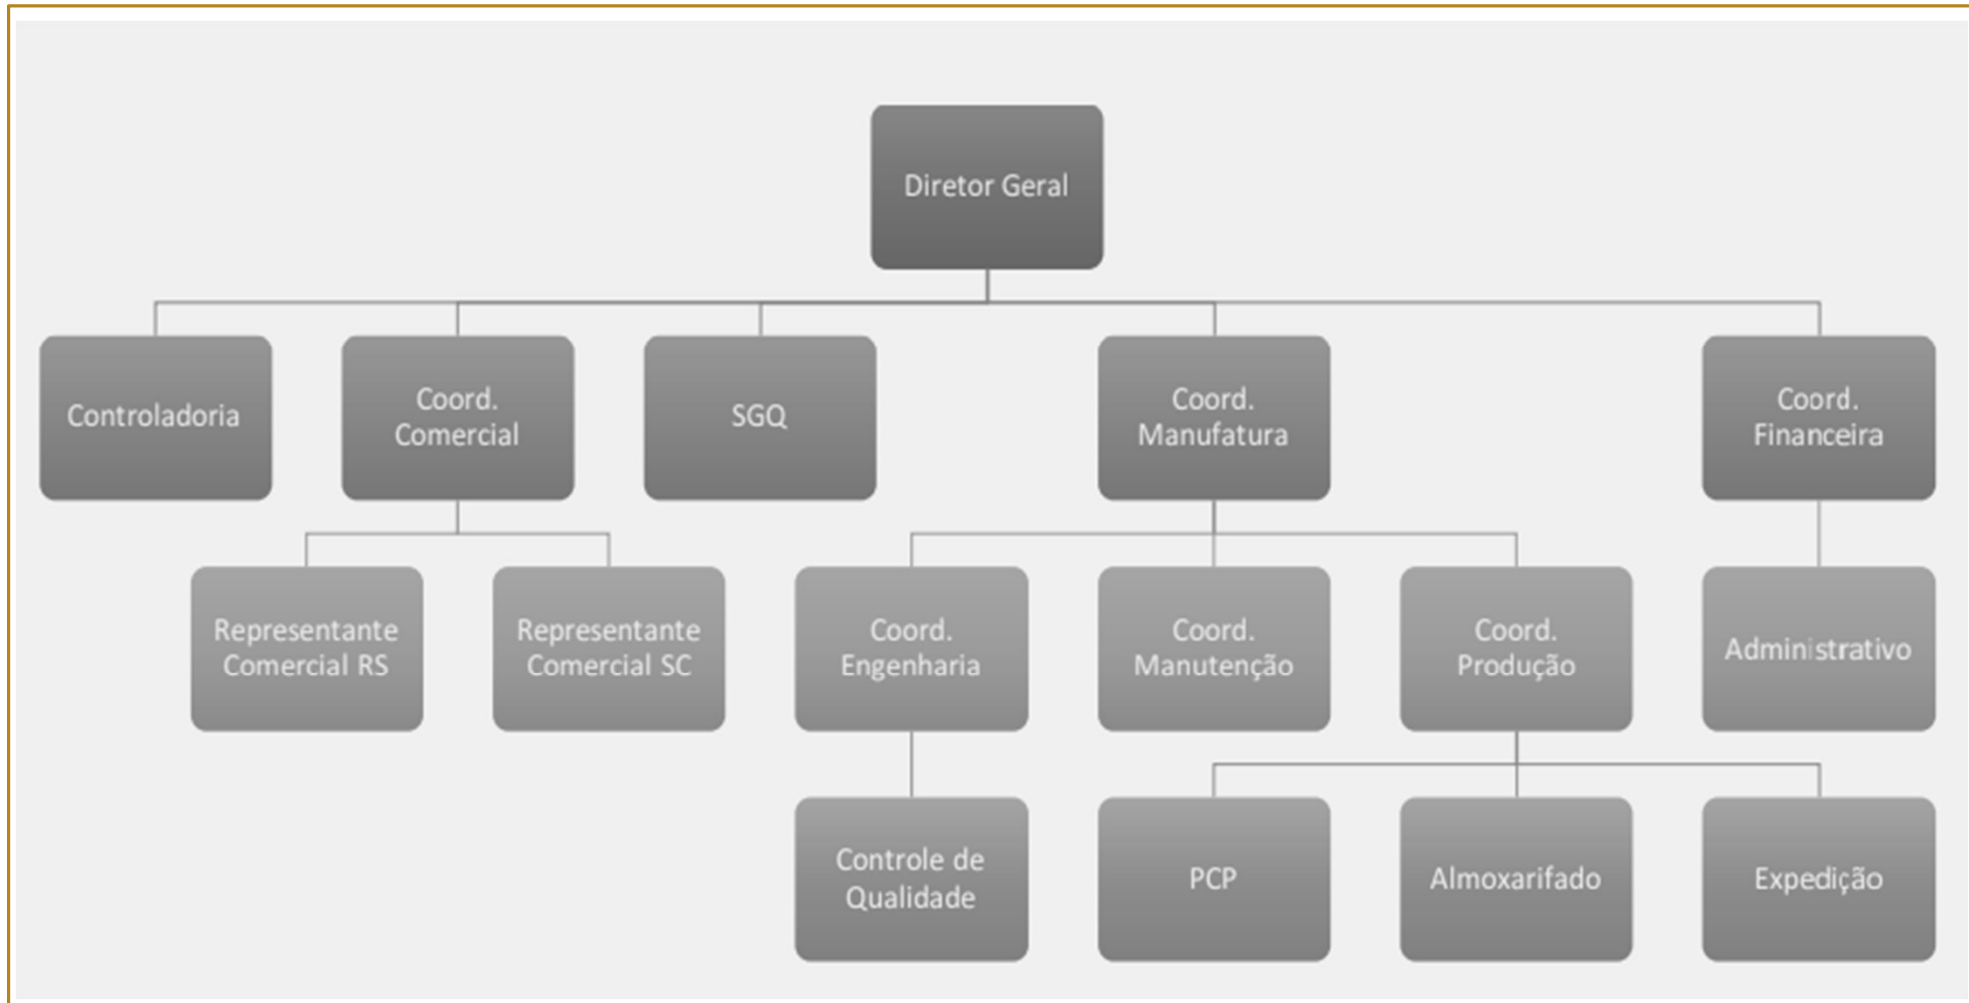 Diretor Geral
Controladoria
Coord.
Comercial
SGQ
Coord.
Manufatura
Coord.
Financeira
Representante
Comercial RS
Representante
Comercial SC
Coord.
Engenharia
Coord.
Manutenção
Coord.
Produção
Administrativo
Controle de
Qualidade
PCP
Almoxarifado
Expedição